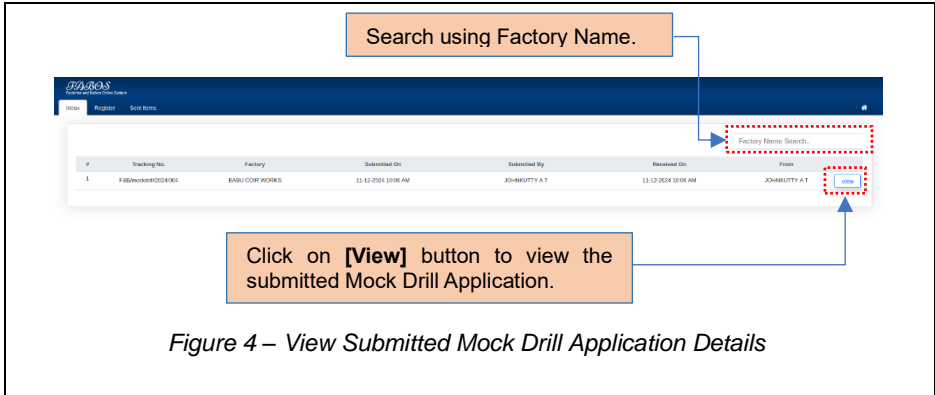 Search using Factory Name.
FABOS
Factories and Boilers Online System
Inbox Register Sent Items
Factory Name Search..
# Tracking No. Factory Submitted On Submitted By Received On From
1 F&B/mockdrill/2024/004 BABU COIR WORKS 11-12-2024 10:06 AM JOHNKUTTY A T 11-12-2024 10:06 AM JOHNKUTTY A T View
Click on [View] button to view the
submitted Mock Drill Application.
Figure 4 – View Submitted Mock Drill Application Details